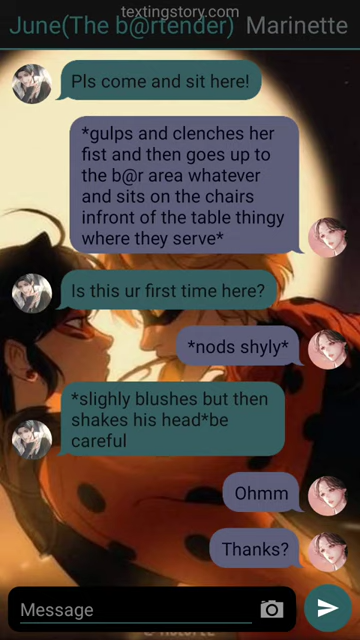 textingstory.com
June(The b@rtender) Marinette
Pls come and sit here!
*gulps and clenches her
fist and then goes up to
the b@r area whatever
and sits on the chairs
infront of the table thingy
where they serve*
Is this ur first time here?
*nods shyly*
*slighly blushes but then
shakes his head*be
careful
Ohmm
Thanks?
Message